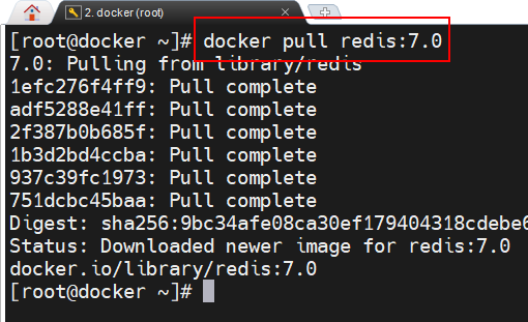 2. docker (root)
[root@docker ~]# docker pull redis:7.0
7.0: Pulling from library/redis
1efc276f4ff9: Pull complete
adf5288e41ff: Pull complete
2f387b0b685f: Pull complete
1b3d2bd4ccba: Pull complete
937c39fc1973: Pull complete
751dcbc45baa: Pull complete
Digest: sha256:9bc34afe08ca30ef179404318cdebe6
Status: Downloaded newer image for redis:7.0
docker.io/library/redis:7.0
[root@docker ~]#